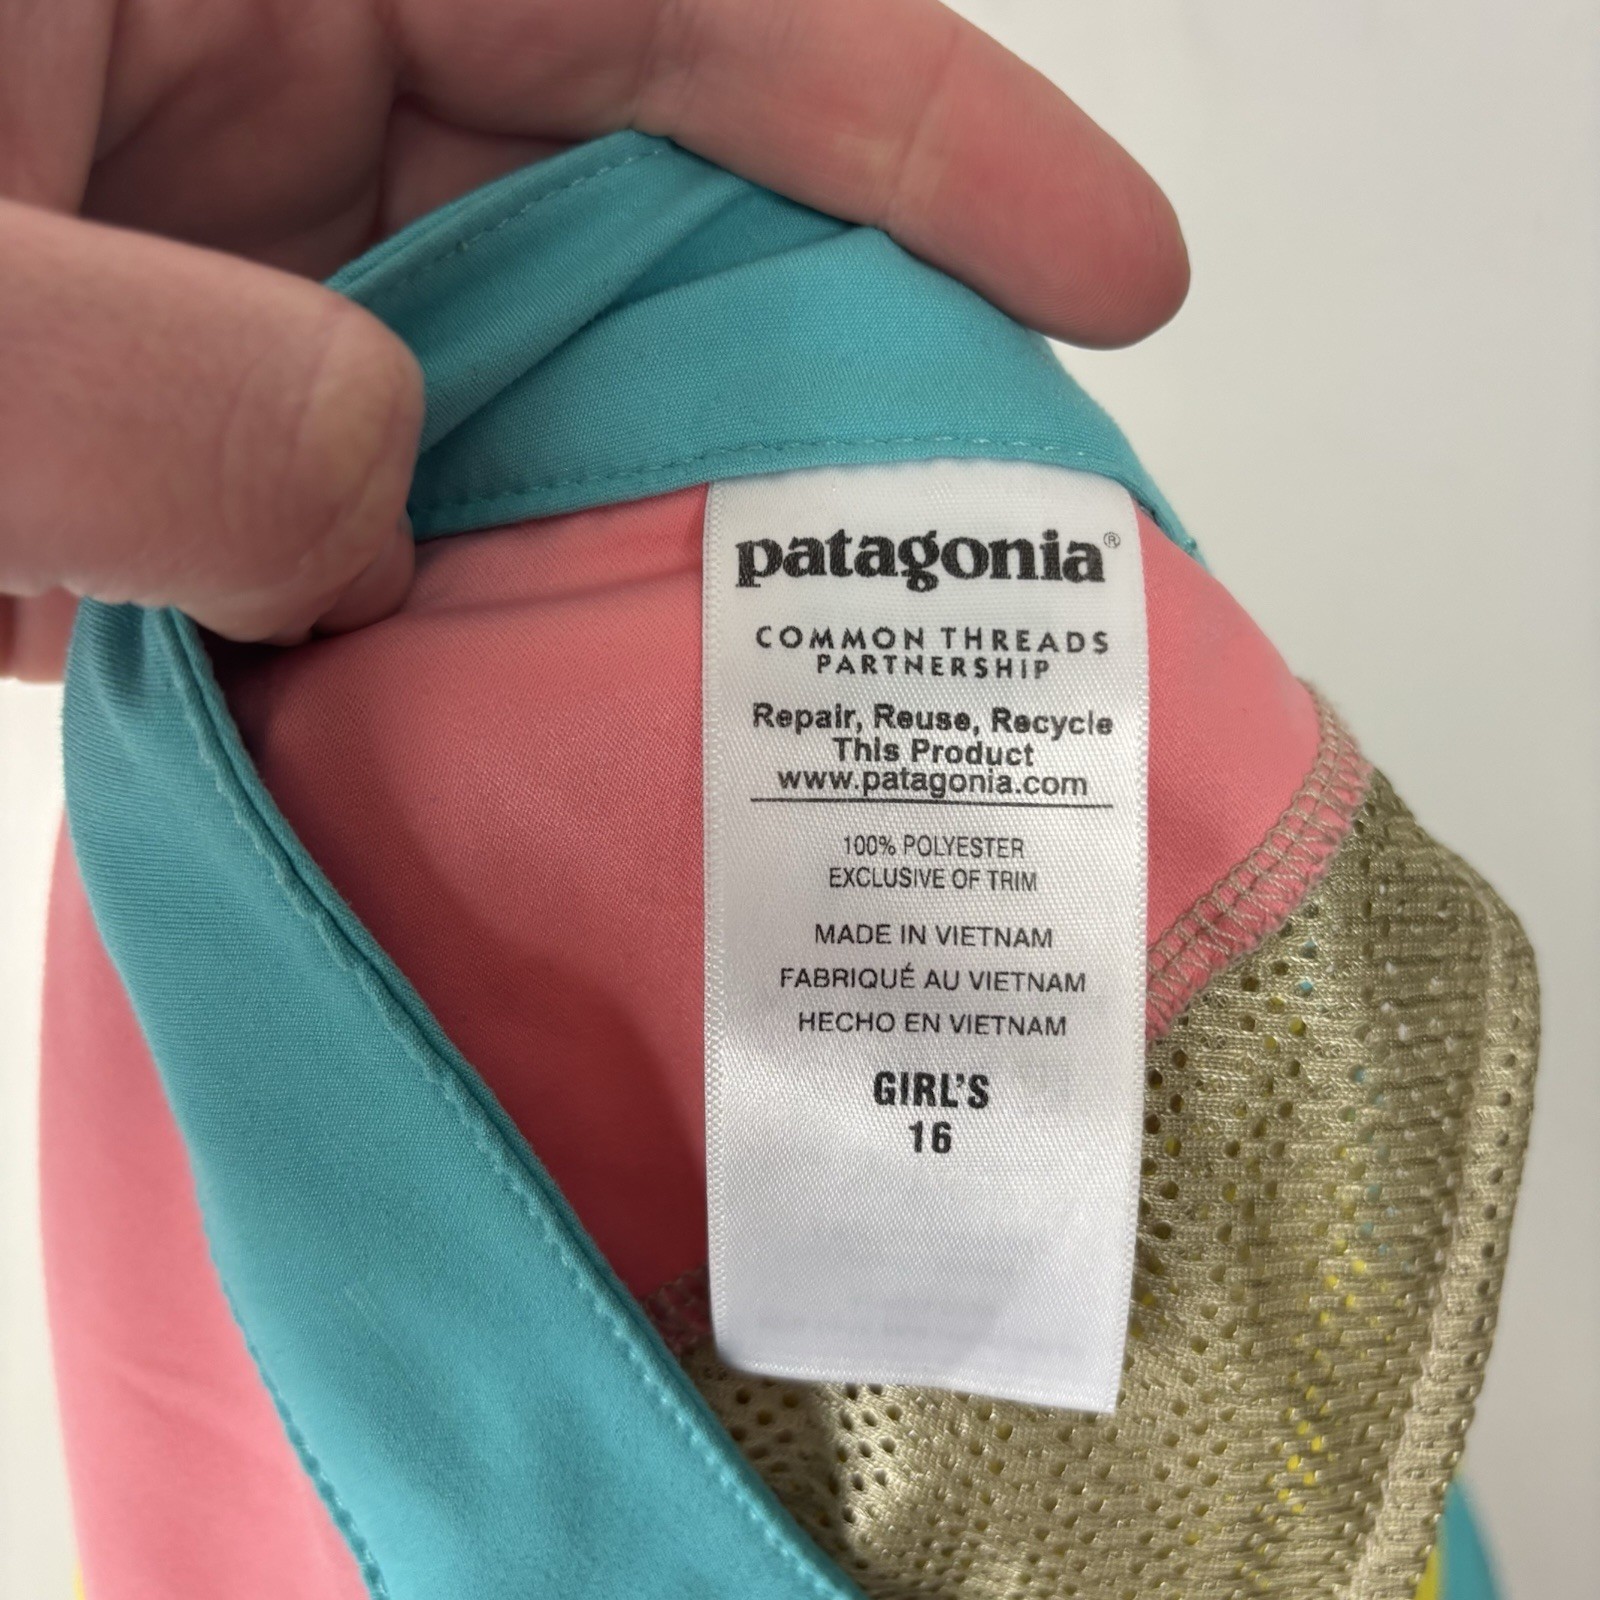 patagonia®
COMMON THREADS
PARTNERSHIP
Repair, Reuse, Recycle
This Product
www.patagonia.com
100% POLYESTER
EXCLUSIVE OF TRIM
MADE IN VIETNAM
FABRIQUÉ AU VIETNAM
HECHO EN VIETNAM
GIRL'S
16